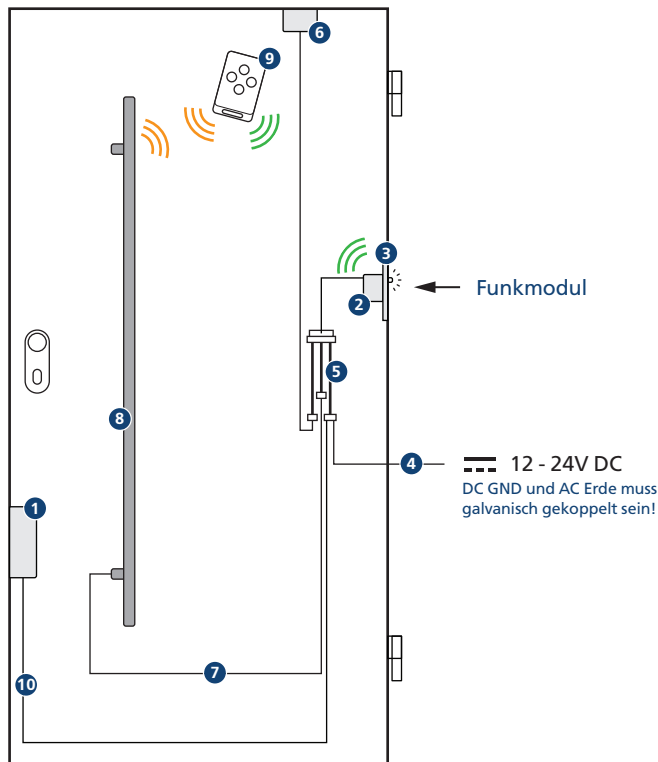 6
9
3
Funkmodul
2
5
8
4
12 - 24V DC
DC GND und AC Erde muss
galvanisch gekoppelt sein!
1
7
10